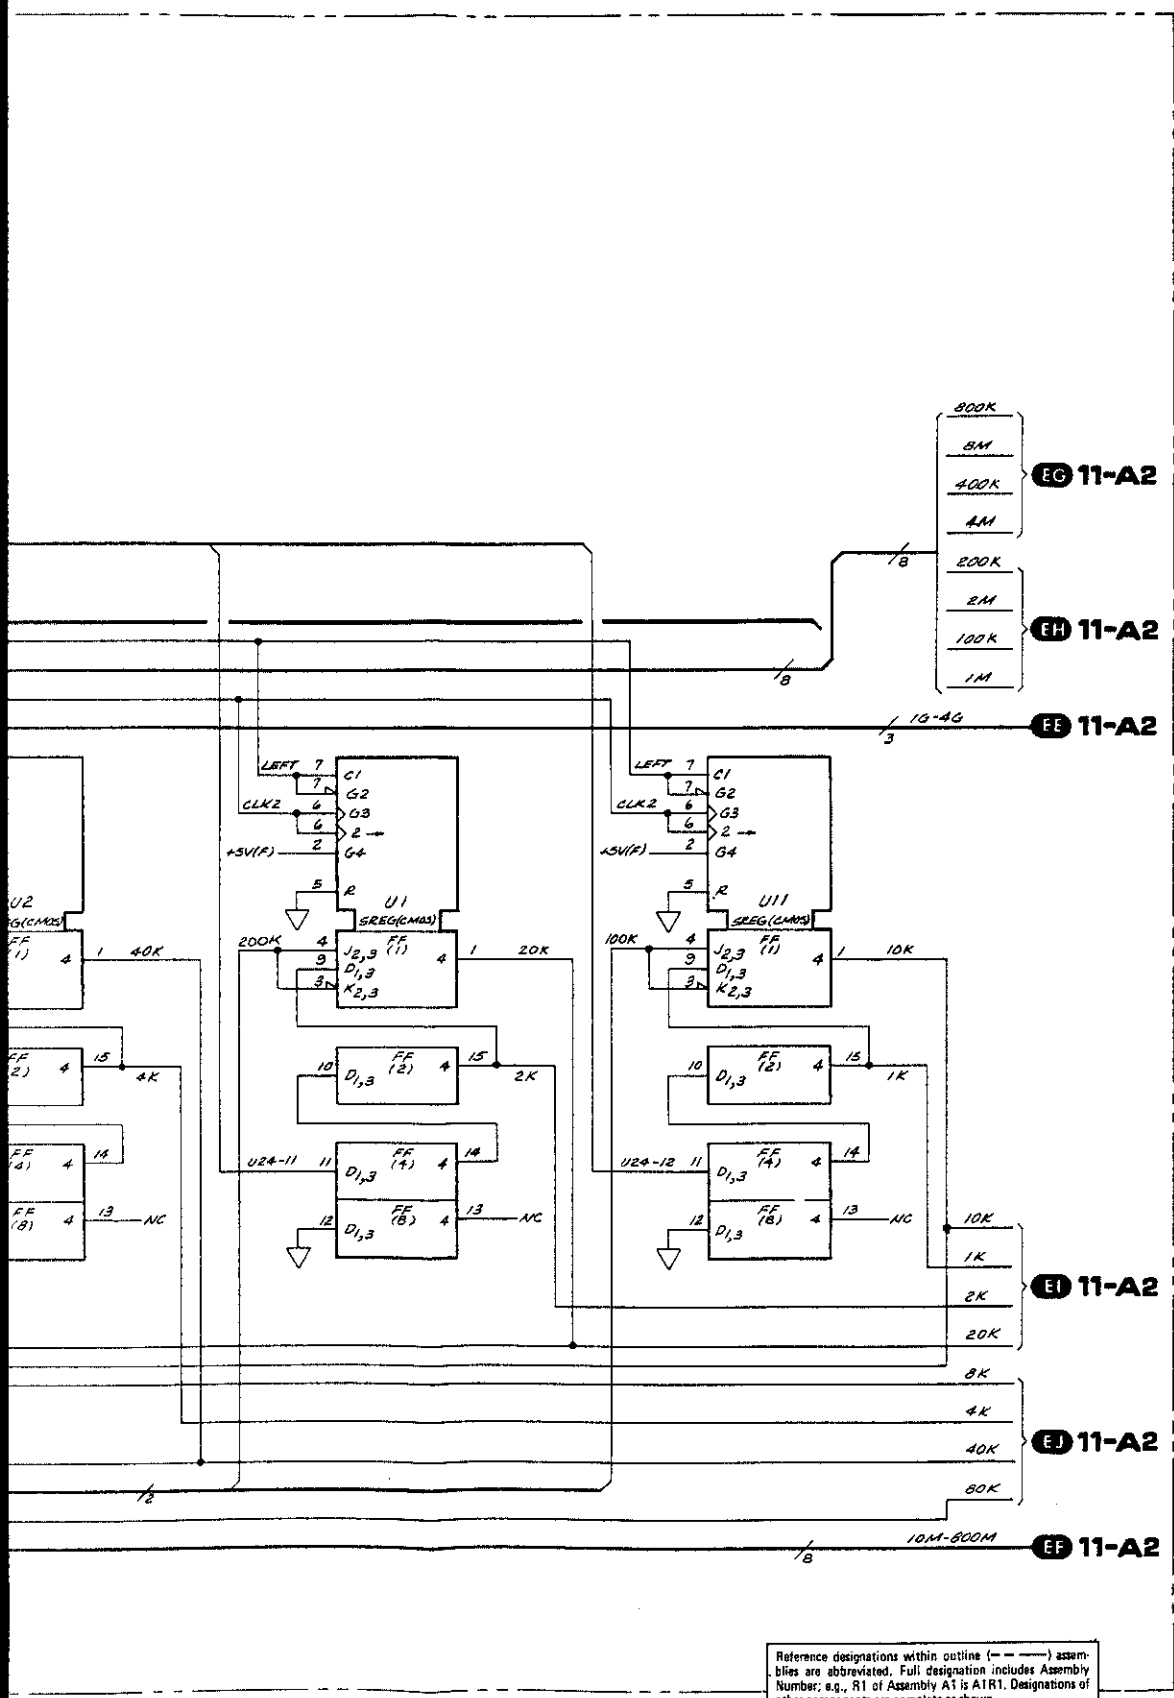 800K
8M
400K
4M
EG 11-A2
200K
2M
100K
1M
EH 11-A2
8
8
1G-4G
3
EE 11-A2
LEFT 7 C1
7 G2
CLK2 6 G3
6 2 →
+5V(F) 2 G4
5 R
U1
SREG(CMOS)
200K 4 J2,3 FF (1) 4 1 20K
9 D1,3
3 K2,3
10 D1,3 FF (2) 4 15 2K
U24-11 11 D1,3 FF (4) 4 14
12 D1,3 FF (8) 4 13 NC
LEFT 7 C1
7 G2
CLK2 6 G3
6 2 →
+5V(F) 2 G4
5 R
U11
SREG(CMOS)
100K 4 J2,3 FF (1) 4 1 10K
9 D1,3
3 K2,3
10 D1,3 FF (2) 4 15 1K
U24-12 11 D1,3 FF (4) 4 14
12 D1,3 FF (8) 4 13 NC
U2
EG(CMOS)
FF (1) 4 1 40K
FF 2) 4 15 4K
FF (4) 4 14
FF (8) 4 13 NC
10K
1K
2K
20K
EI 11-A2
8K
4K
40K
80K
EJ 11-A2
2
10M-800M
8
EF 11-A2
Reference designations within outline (-- -- ——) assem-
blies are abbreviated. Full designation includes Assembly
Number; e.g., R1 of Assembly A1 is A1R1. Designations of